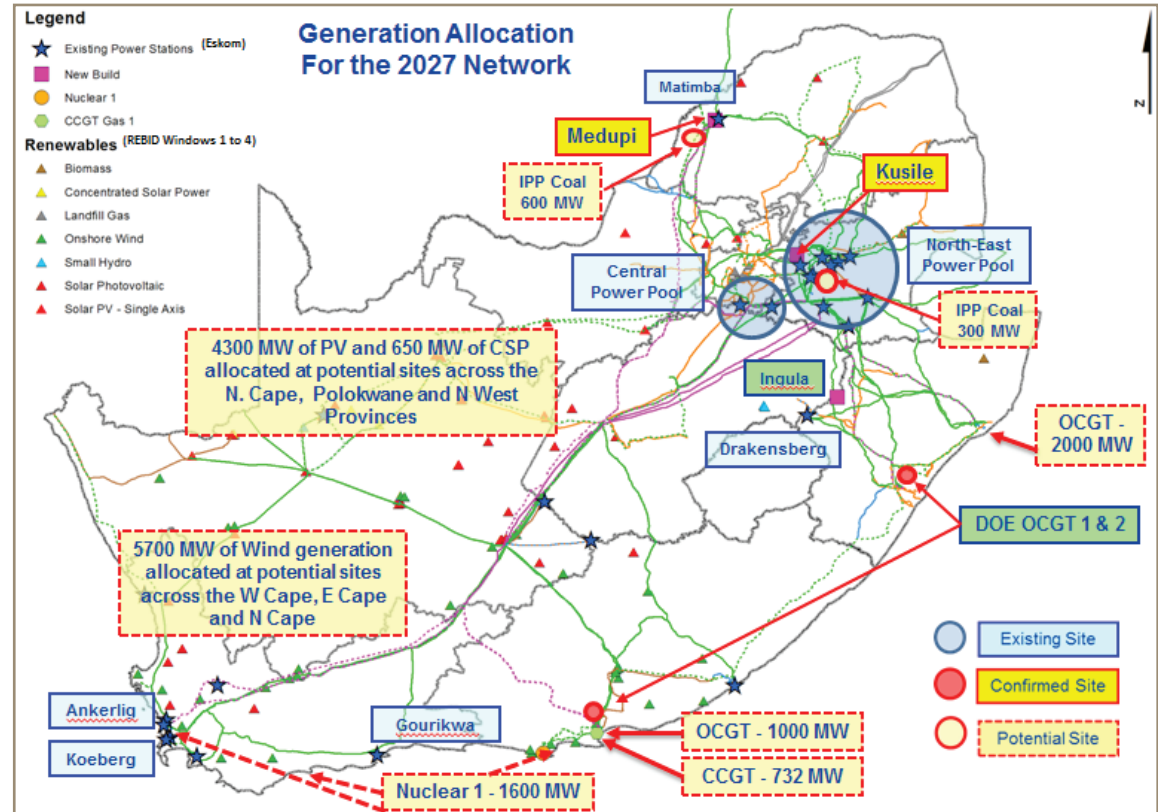 Legend
Existing Power Stations (Eskom)
New Build
Nuclear 1
CCGT Gas 1
Renewables (REBID Windows 1 to 4)
Biomass
Concentrated Solar Power
Landfill Gas
Onshore Wind
Small Hydro
Solar Photovoltaic
Solar PV - Single Axis
Generation Allocation
For the 2027 Network
N
Matimba
Medupi
IPP Coal
600 MW
Kusile
North-East
Power Pool
Central
Power Pool
IPP Coal
300 MW
4300 MW of PV and 650 MW of CSP
allocated at potential sites across the
N. Cape, Polokwane and N West
Provinces
Ingula
Drakensberg
OCGT -
2000 MW
DOE OCGT 1 & 2
5700 MW of Wind generation
allocated at potential sites
across the W Cape, E Cape
and N Cape
Ankerlig
Koeberg
Gourikwa
Nuclear 1 - 1600 MW
OCGT - 1000 MW
CCGT - 732 MW
Existing Site
Confirmed Site
Potential Site